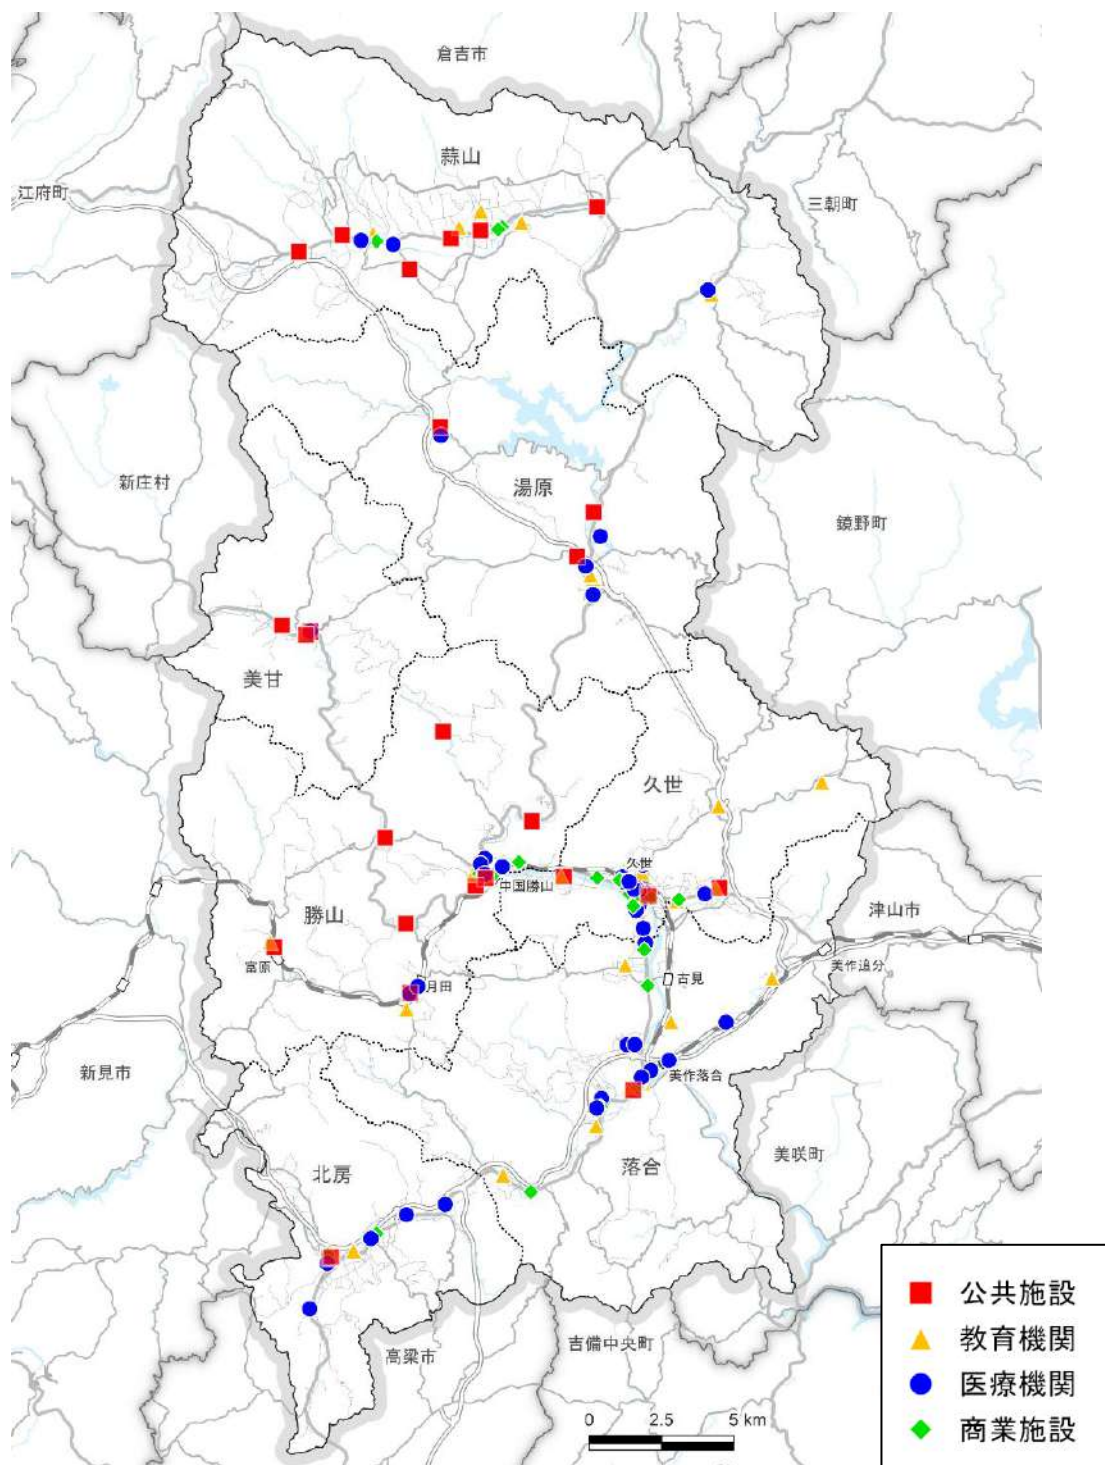 倉吉市
蒜山
江府町
三朝町
新庄村
湯原
鏡野町
美甘
久世
久世
中国勝山
勝山
津山市
富原
月田
古見
美作追分
新見市
美作落合
美咲町
北房
落合
吉備中央町
高梁市
0 2.5 5 km
公共施設
教育機関
医療機関
商業施設